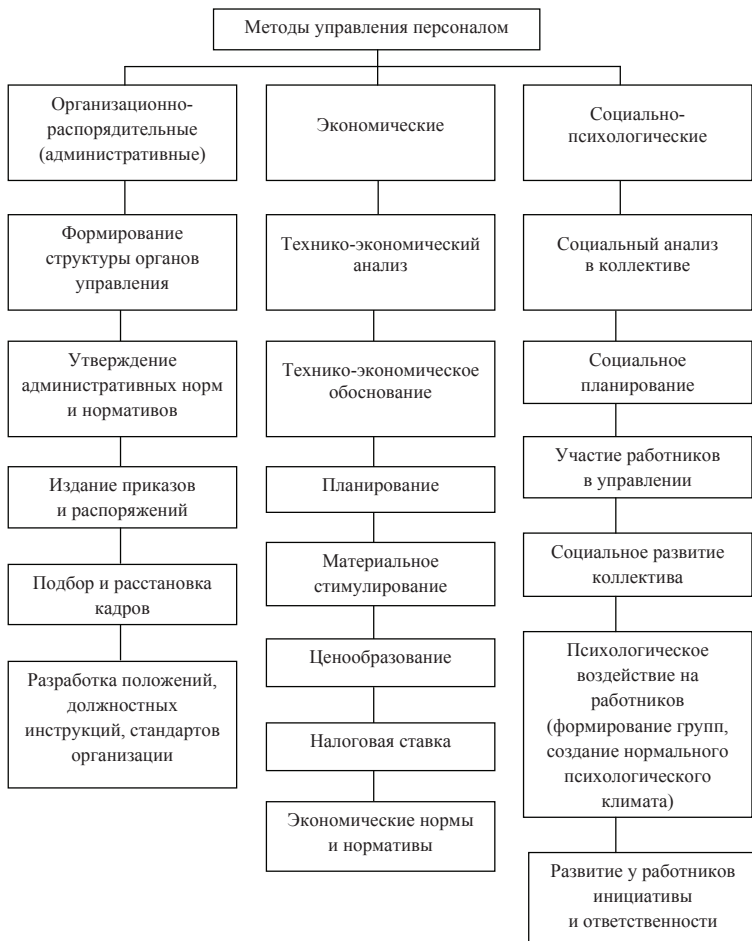 Методы управления персоналом
Организационно-
распорядительные
(административные)
Формирование
структуры органов
управления
Утверждение
административных норм
и нормативов
Издание приказов
и распоряжений
Подбор и расстановка
кадров
Разработка положений,
должностных
инструкций, стандартов
организации
Экономические
Технико-экономический
анализ
Технико-экономическое
обоснование
Планирование
Материальное
стимулирование
Ценообразование
Налоговая ставка
Экономические нормы
и нормативы
Социально-
психологические
Социальный анализ
в коллективе
Социальное
планирование
Участие работников
в управлении
Социальное развитие
коллектива
Психологическое
воздействие на
работников
(формирование групп,
создание нормального
психологического
климата)
Развитие у работников
инициативы
и ответственности